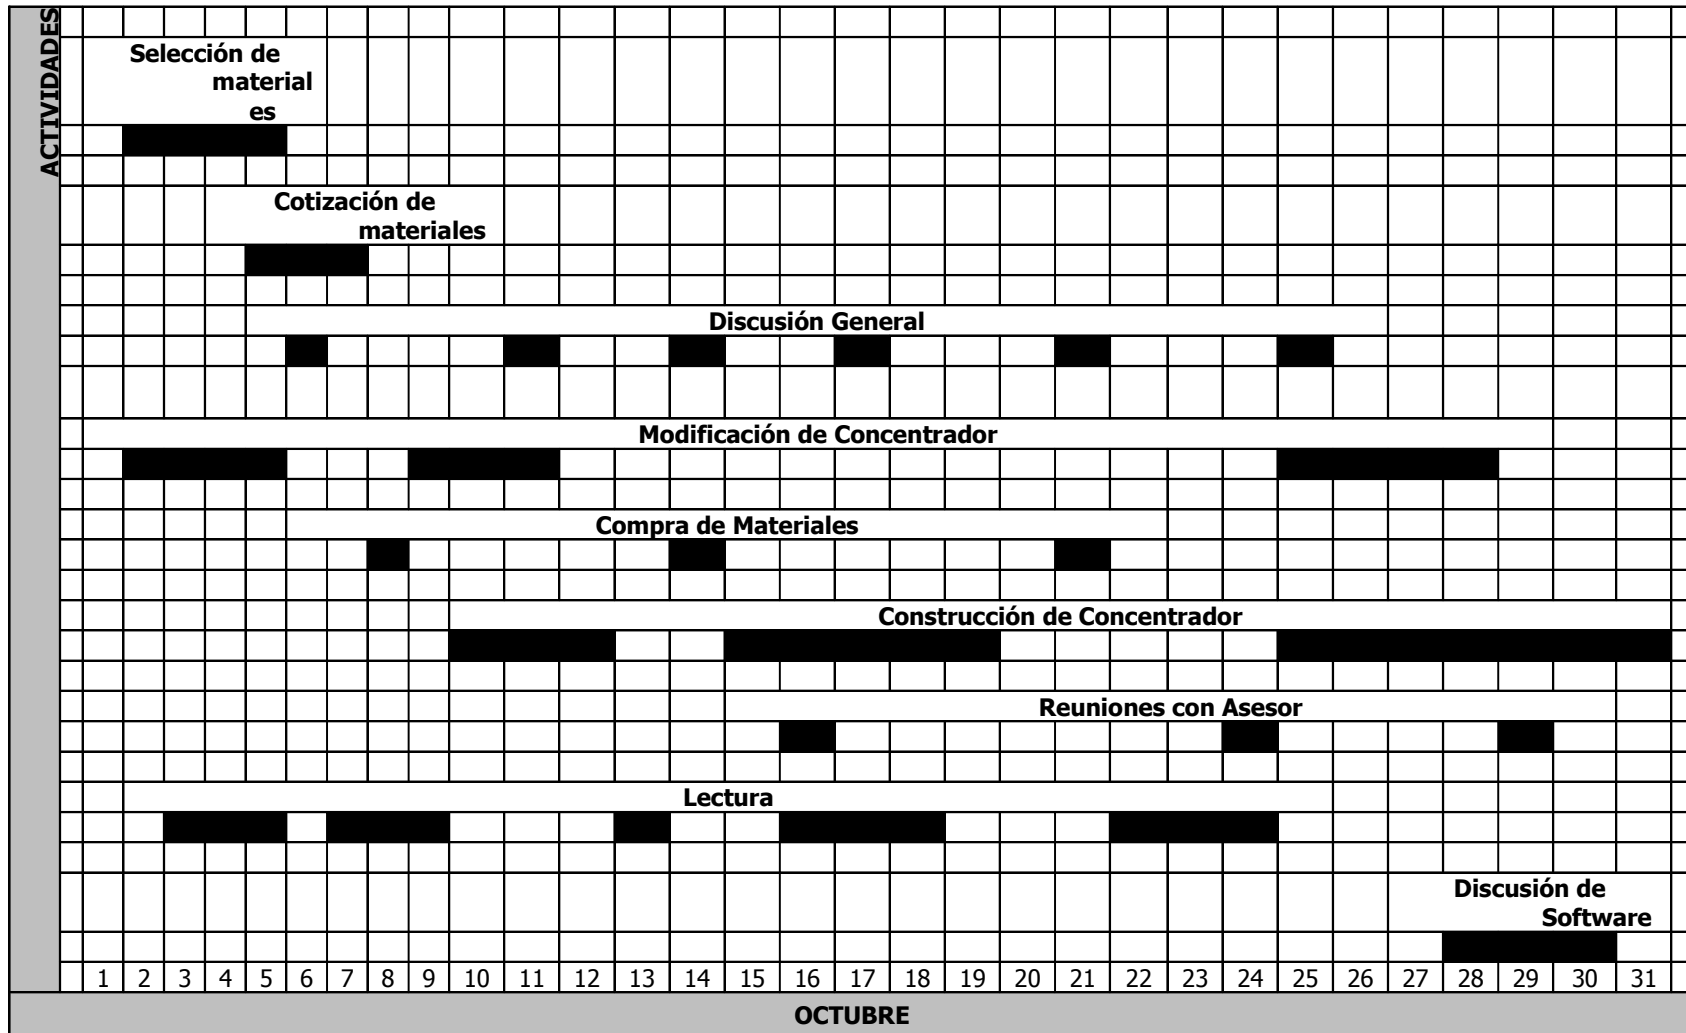 ACTIVIDADES
Selección de
material
es
Cotización de
materiales
Discusión General
Modificación de Concentrador
Compra de Materiales
Construcción de Concentrador
Reuniones con Asesor
Lectura
Discusión de
Software
1 2 3 4 5 6 7 8 9 10 11 12 13 14 15 16 17 18 19 20 21 22 23 24 25 26 27 28 29 30 31
OCTUBRE